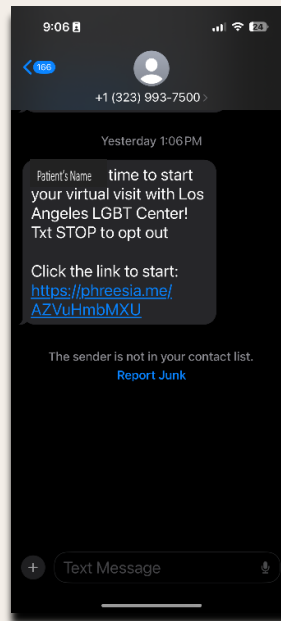 9:06
24
166
+1 (323) 993-7500
Yesterday 1:06 PM
Patient's Name time to start
your virtual visit with Los
Angeles LGBT Center!
Txt STOP to opt out
Click the link to start:
https://phreesia.me/
AZVuHmbMXU
The sender is not in your contact list.
Report Junk
Text Message